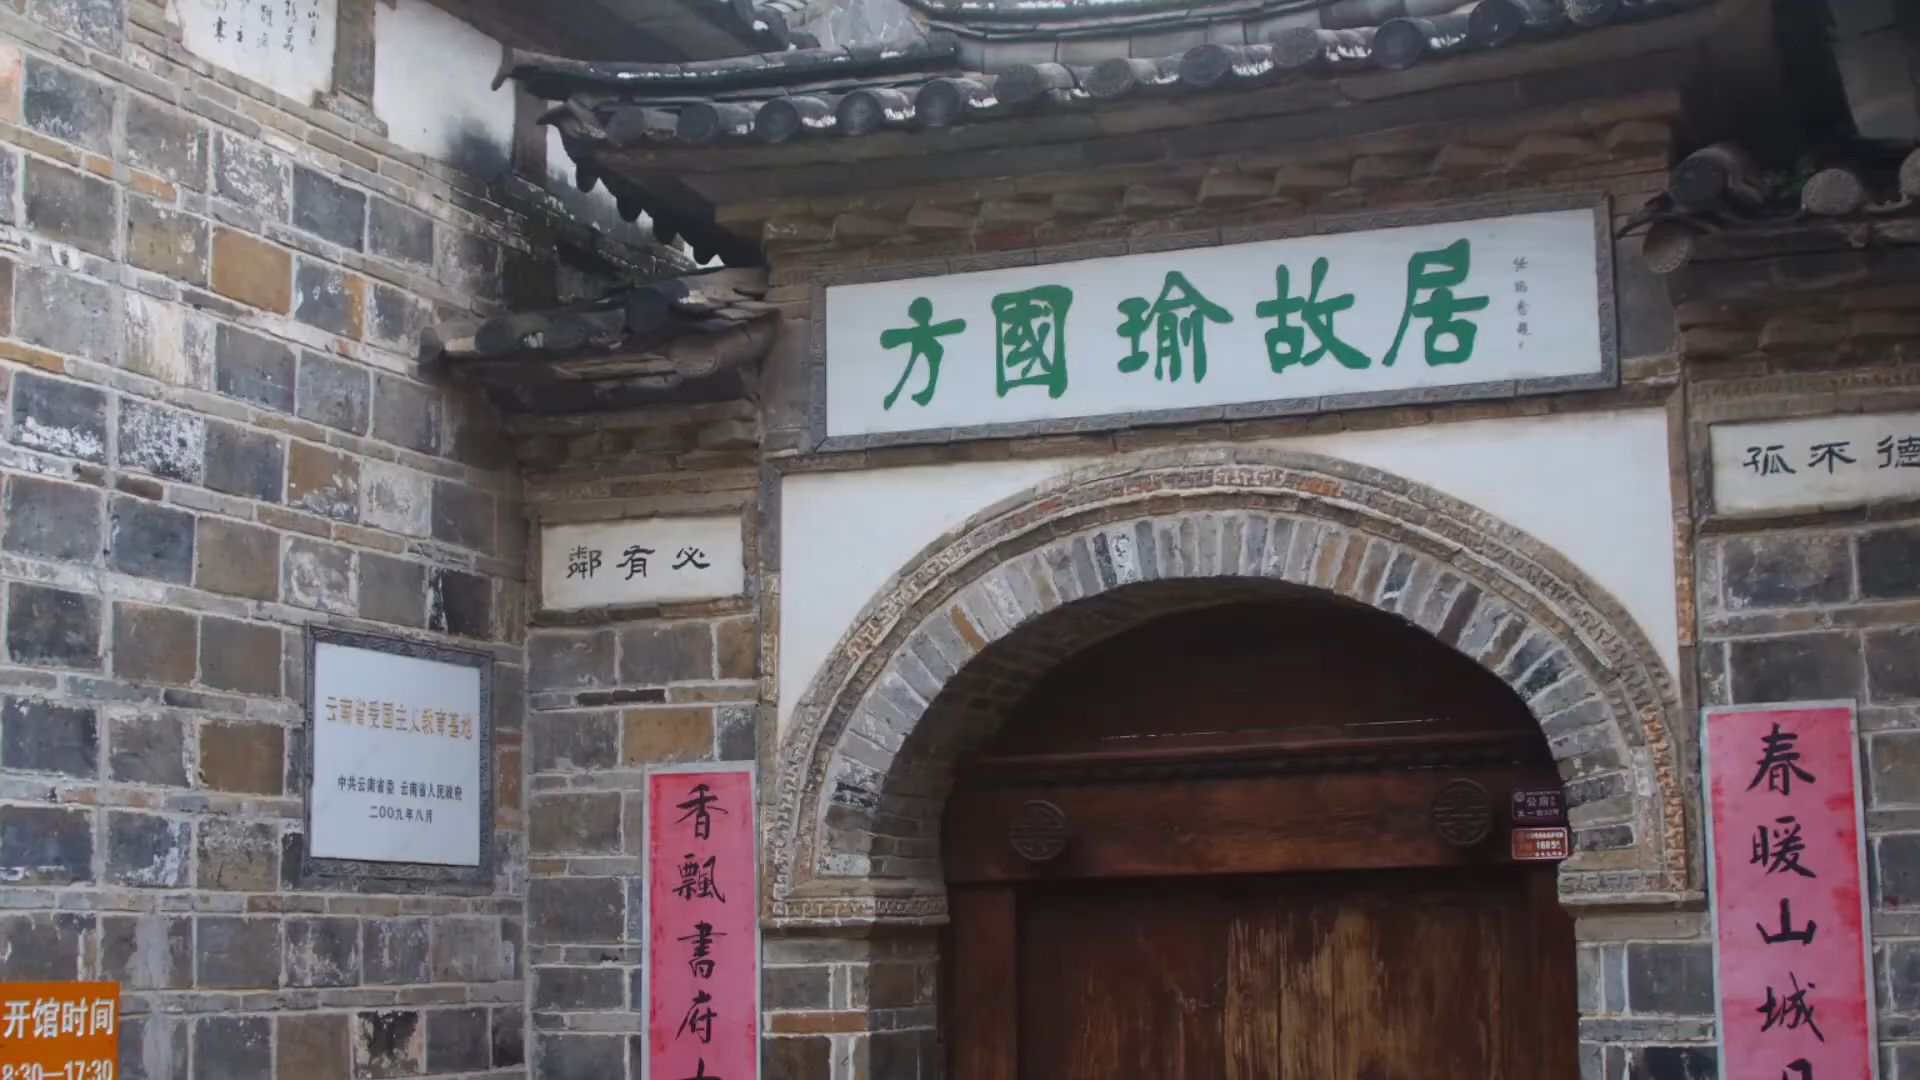 方國瑜故居
德不孤
必有鄰
云南省爱国主义教育基地
中共云南省委 云南省人民政府
二00九年八月
春暖山城
香飄書府
开馆时间
8:30—17:30